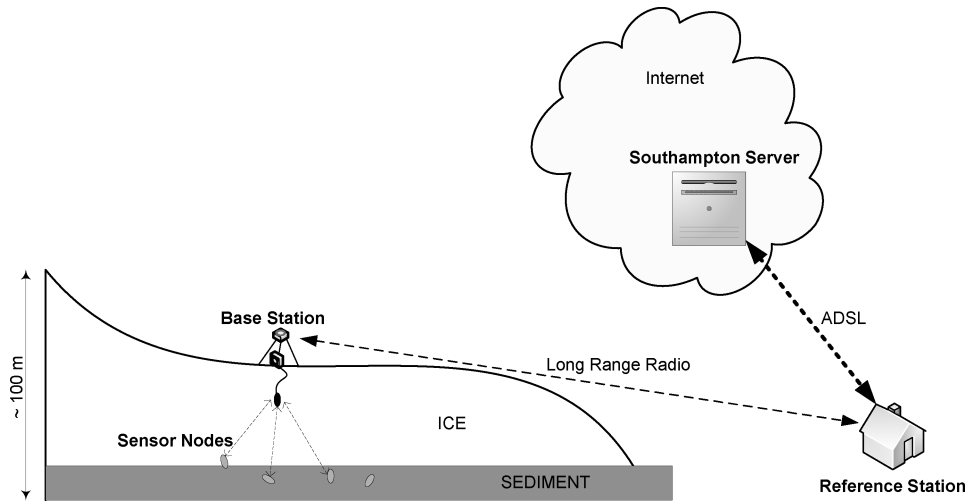 Internet
Southampton Server
Base Station
ADSL
Long Range Radio
~ 100 m
ICE
Sensor Nodes
SEDIMENT
Reference Station